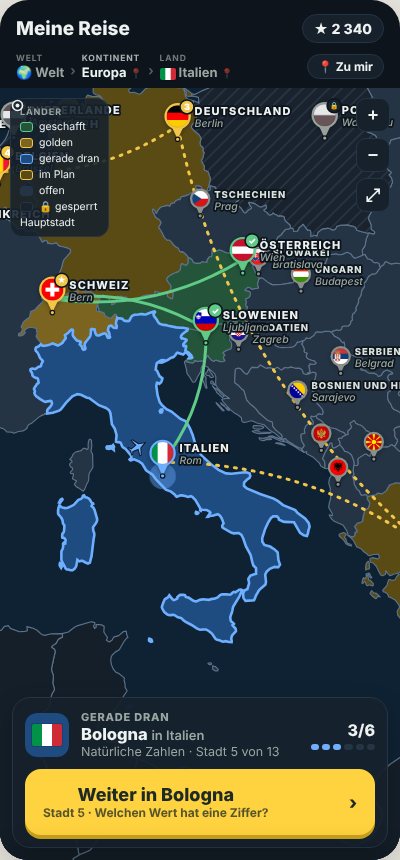 Meine Reise
★ 2 340
WELT
🌍 Welt
›
KONTINENT
Europa 📍
›
LAND
🇮🇹 Italien 📍
📍 Zu mir
LÄNDER
geschafft
golden
gerade dran
im Plan
offen
🔒 gesperrt
Hauptstadt
+
−
3
DEUTSCHLAND
Berlin
TSCHECHIEN
Prag
ÖSTERREICH
Wien
Bratislava
UNGARN
Budapest
SCHWEIZ
Bern
SLOWENIEN
Ljubljana
Zagreb
SERBIEN
Belgrad
BOSNIEN UND H
Sarajevo
ITALIEN
Rom
GERADE DRAN
Bologna in Italien
Natürliche Zahlen · Stadt 5 von 13
3/6
Weiter in Bologna
Stadt 5 · Welchen Wert hat eine Ziffer?
›